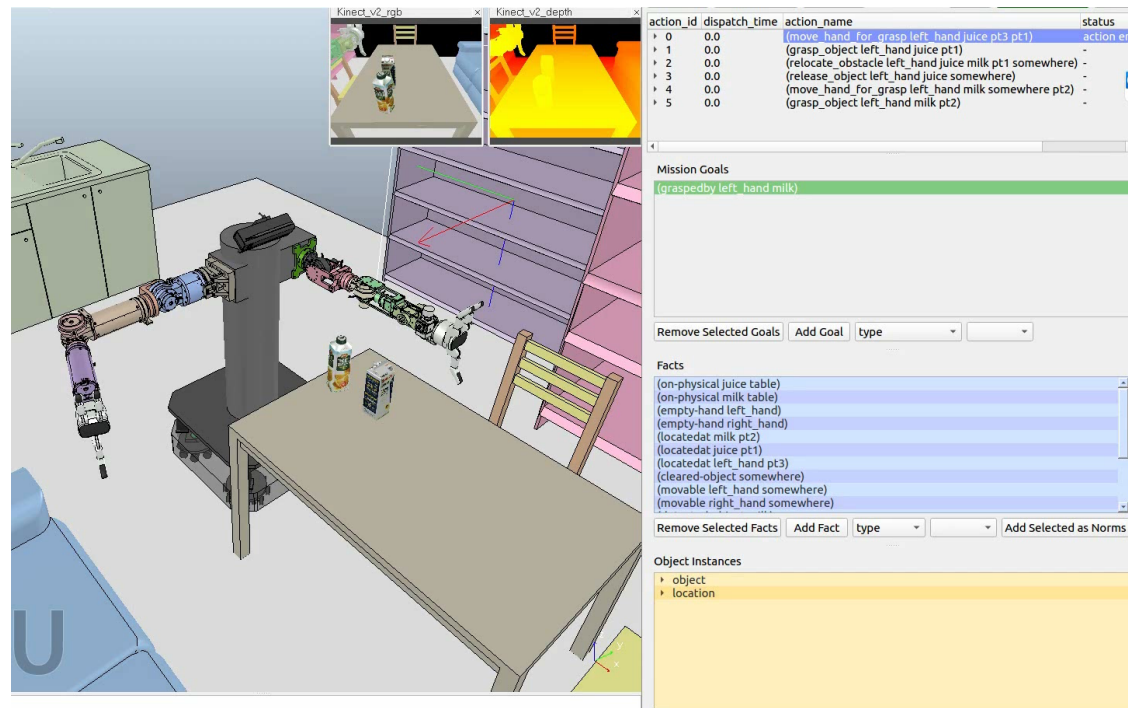 Kinect_v2_rgb
Kinect_v2_depth
action_id dispatch_time action_name status
0 0.0 (move_hand_for_grasp left_hand juice pt3 pt1) action en
1 0.0 (grasp_object left_hand juice pt1) -
2 0.0 (relocate_obstacle left_hand juice milk pt1 somewhere) -
3 0.0 (release_object left_hand juice somewhere) -
4 0.0 (move_hand_for_grasp left_hand milk somewhere pt2) -
5 0.0 (grasp_object left_hand milk pt2) -
Mission Goals
(graspedby left_hand milk)
Remove Selected Goals Add Goal type
Facts
(on-physical juice table)
(on-physical milk table)
(empty-hand left_hand)
(empty-hand right_hand)
(locatedat milk pt2)
(locatedat juice pt1)
(locatedat left_hand pt3)
(cleared-object somewhere)
(movable left_hand somewhere)
(movable right_hand somewhere)
Remove Selected Facts Add Fact type Add Selected as Norms
Object Instances
object
location
U
y
x